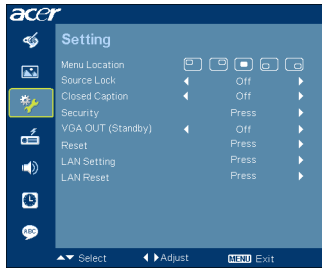 acer
Setting
Menu Location
Source Lock Off
Closed Caption Off
Security Press
VGA OUT (Standby) Off
Reset Press
LAN Setting Press
LAN Reset Press
ABC
Select Adjust MENU Exit